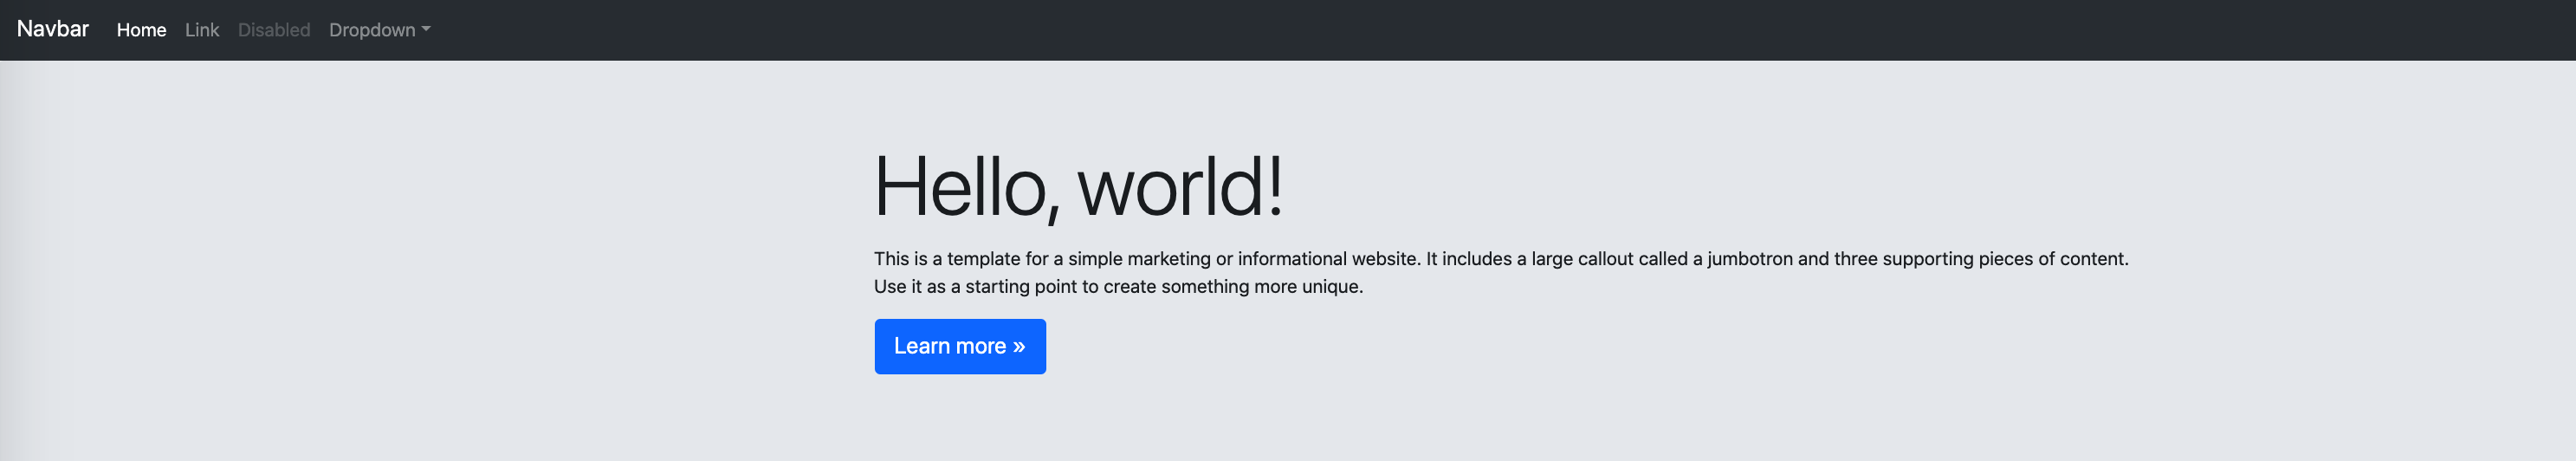 Navbar Home Link Disabled Dropdown
Hello, world!
This is a template for a simple marketing or informational website. It includes a large callout called a jumbotron and three supporting pieces of content.
Use it as a starting point to create something more unique.
Learn more »